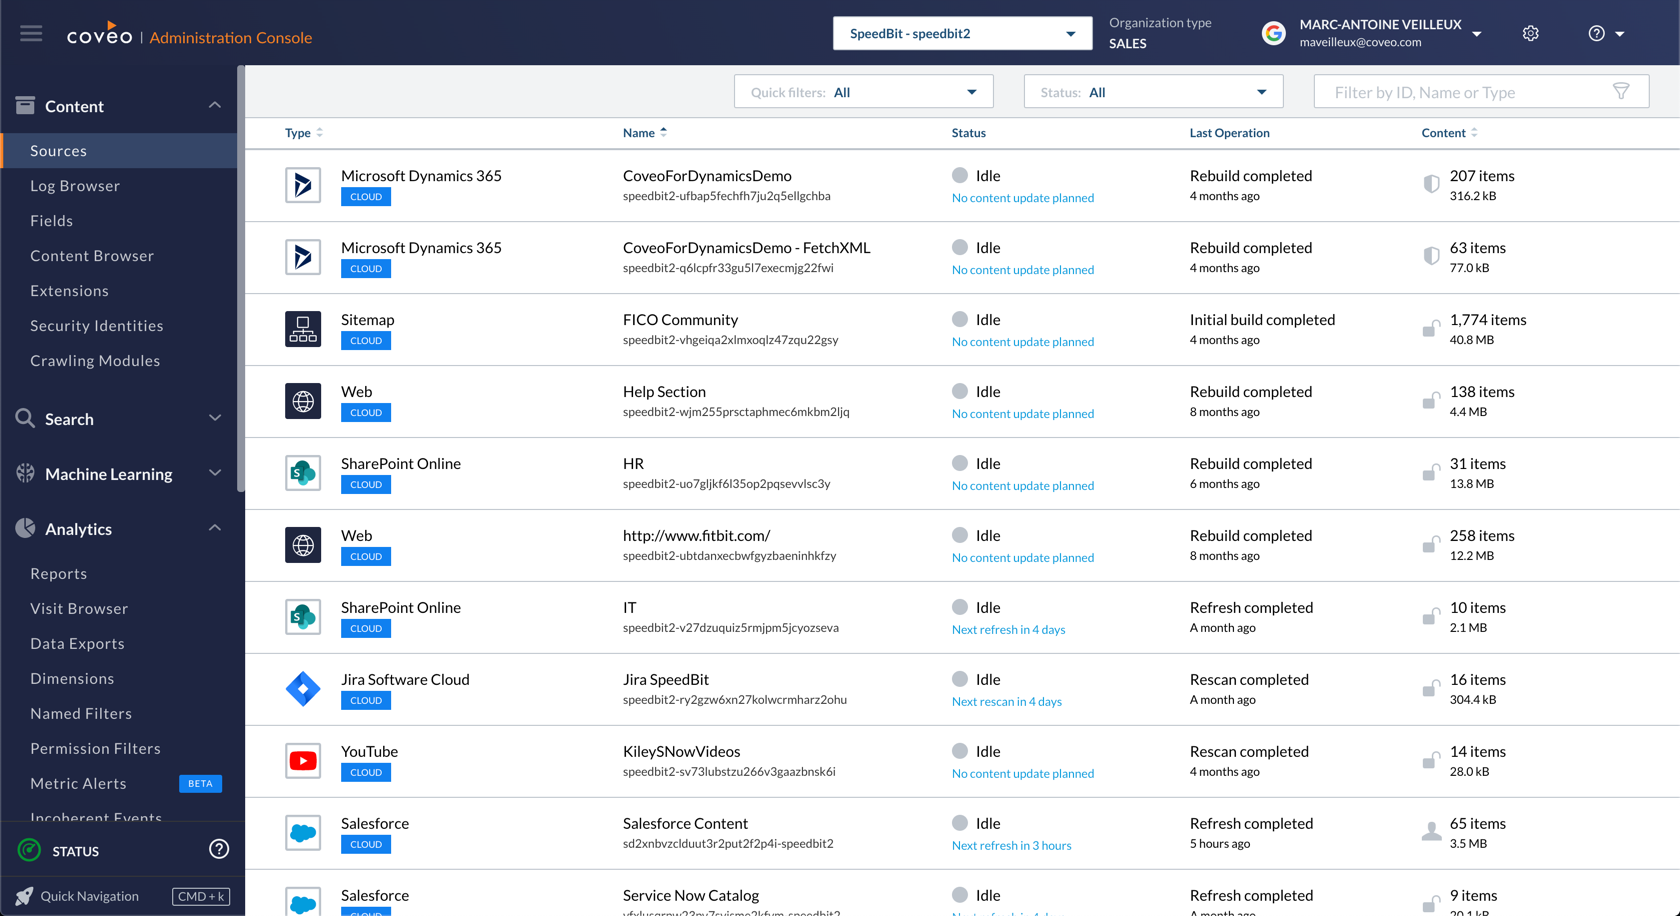 coveo | Administration Console
SpeedBit - speedbit2
Organization type
SALES
MARC-ANTOINE VEILLEUX
maveilleux@coveo.com
Content
Sources
Log Browser
Fields
Content Browser
Extensions
Security Identities
Crawling Modules
Search
Machine Learning
Analytics
Reports
Visit Browser
Data Exports
Dimensions
Named Filters
Permission Filters
Metric Alerts BETA
Incoherent Events
STATUS
Quick Navigation CMD + k
Quick filters: All
Status: All
Filter by ID, Name or Type
Type Name Status Last Operation Content
Microsoft Dynamics 365 CoveoForDynamicsDemo Idle Rebuild completed 207 items
CLOUD speedbit2-ufbap5fechfh7ju2q5ellgchba No content update planned 4 months ago 316.2 kB
Microsoft Dynamics 365 CoveoForDynamicsDemo - FetchXML Idle Rebuild completed 63 items
CLOUD speedbit2-q6lcpfr33gu5l7execmjg22fwi No content update planned 4 months ago 77.0 kB
Sitemap FICO Community Idle Initial build completed 1,774 items
CLOUD speedbit2-vhgeiqa2xlmxoqlz47zqu22gsy No content update planned 4 months ago 40.8 MB
Web Help Section Idle Rebuild completed 138 items
CLOUD speedbit2-wjm255prsctaphmec6mkbm2ljq No content update planned 8 months ago 4.4 MB
SharePoint Online HR Idle Rebuild completed 31 items
CLOUD speedbit2-uo7gljkf6l35op2pqsevvlsc3y No content update planned 6 months ago 13.8 MB
Web http://www.fitbit.com/ Idle Rebuild completed 258 items
CLOUD speedbit2-ubtdanxecbwfgyzbaeninhkfzy No content update planned 8 months ago 12.2 MB
SharePoint Online IT Idle Refresh completed 10 items
CLOUD speedbit2-v27dzuquiz5rmjpm5jcyozseva Next refresh in 4 days A month ago 2.1 MB
Jira Software Cloud Jira SpeedBit Idle Rescan completed 16 items
CLOUD speedbit2-ry2gzw6xn27kolwcrmharz2ohu Next rescan in 4 days A month ago 304.4 kB
YouTube KileySNowVideos Idle Rescan completed 14 items
CLOUD speedbit2-sv73lubstzu266v3gaazbnsk6i No content update planned 4 months ago 28.0 kB
Salesforce Salesforce Content Idle Refresh completed 65 items
CLOUD sd2xnbvzclduut3r2put2f2p4i-speedbit2 Next refresh in 3 hours 5 hours ago 3.5 MB
Salesforce Service Now Catalog Idle Refresh completed 9 items
CLOUD A month ago 20.1 kB